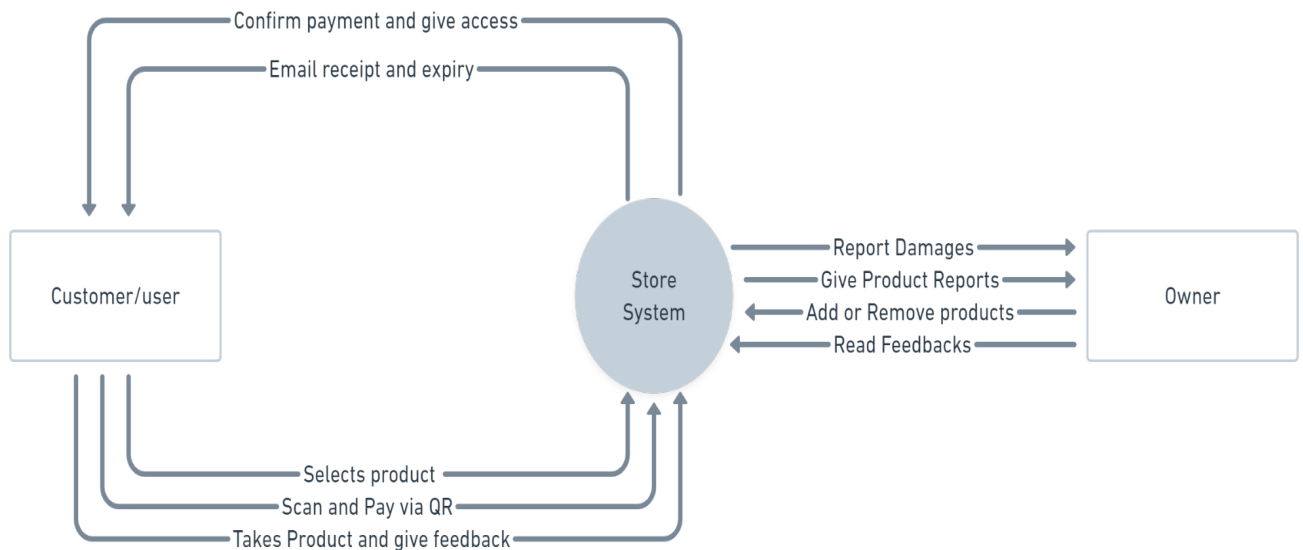 Confirm payment and give access
Email receipt and expiry
Customer/user
Store
System
Report Damages
Give Product Reports
Add or Remove products
Read Feedbacks
Owner
Selects product
Scan and Pay via QR
Takes Product and give feedback